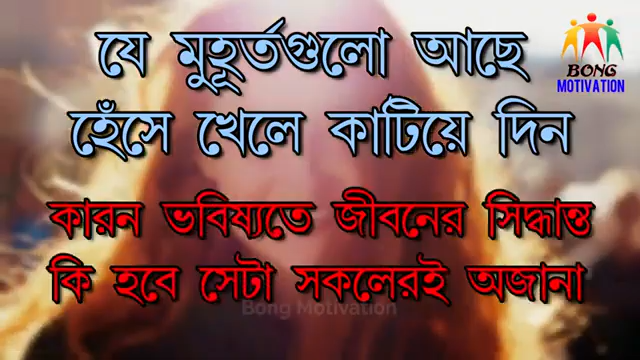 যে মুহূর্তগুলো আছে
হেঁসে খেলে কাটিয়ে দিন
কারন ভবিষ্যতে জীবনের সিদ্ধান্ত
কি হবে সেটা সকলেরই অজানা
BONG
MOTIVATION
Bong Motivation